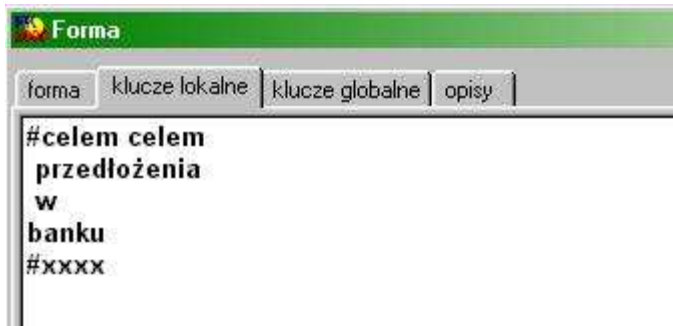 Forma
forma klucze lokalne klucze globalne opisy
#celem celem
przedłożenia
w
banku
#xxxx